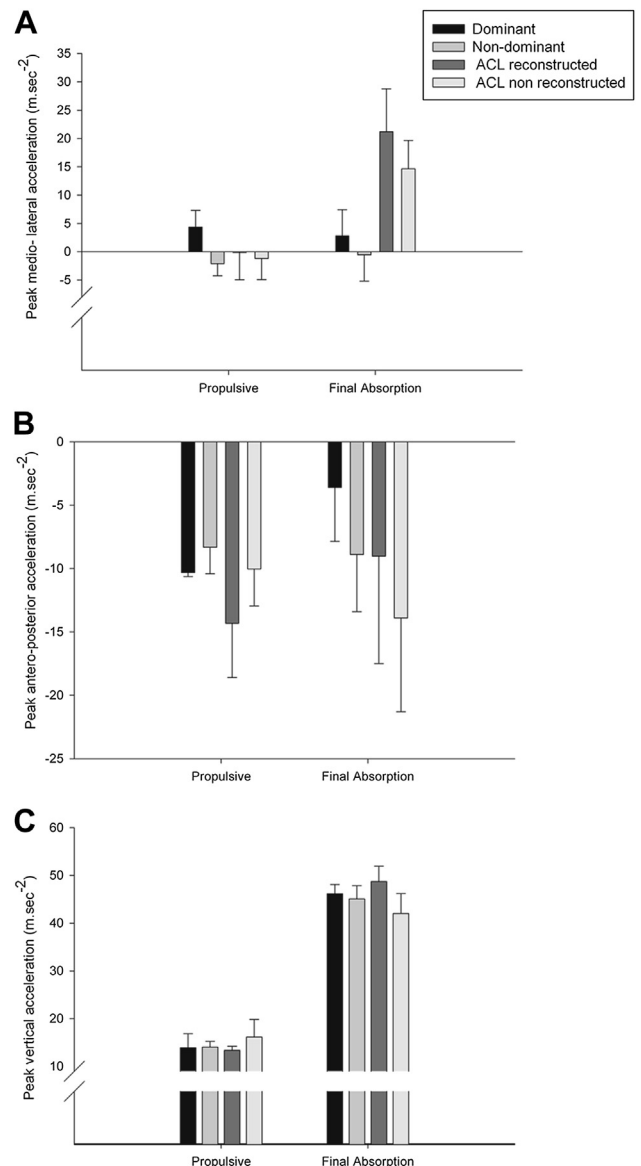 A
Dominant
Non-dominant
ACL reconstructed
ACL non reconstructed
Peak medio- lateral acceleration (m.sec-2)
35
30
25
20
15
10
5
0
-5
Propulsive Final Absorption
B
Peak antero-posterior acceleration (m.sec-2)
0
-5
-10
-15
-20
-25
Propulsive Final Absorption
C
Peak vertical acceleration (m.sec-2)
60
50
40
30
20
10
Propulsive Final Absorption